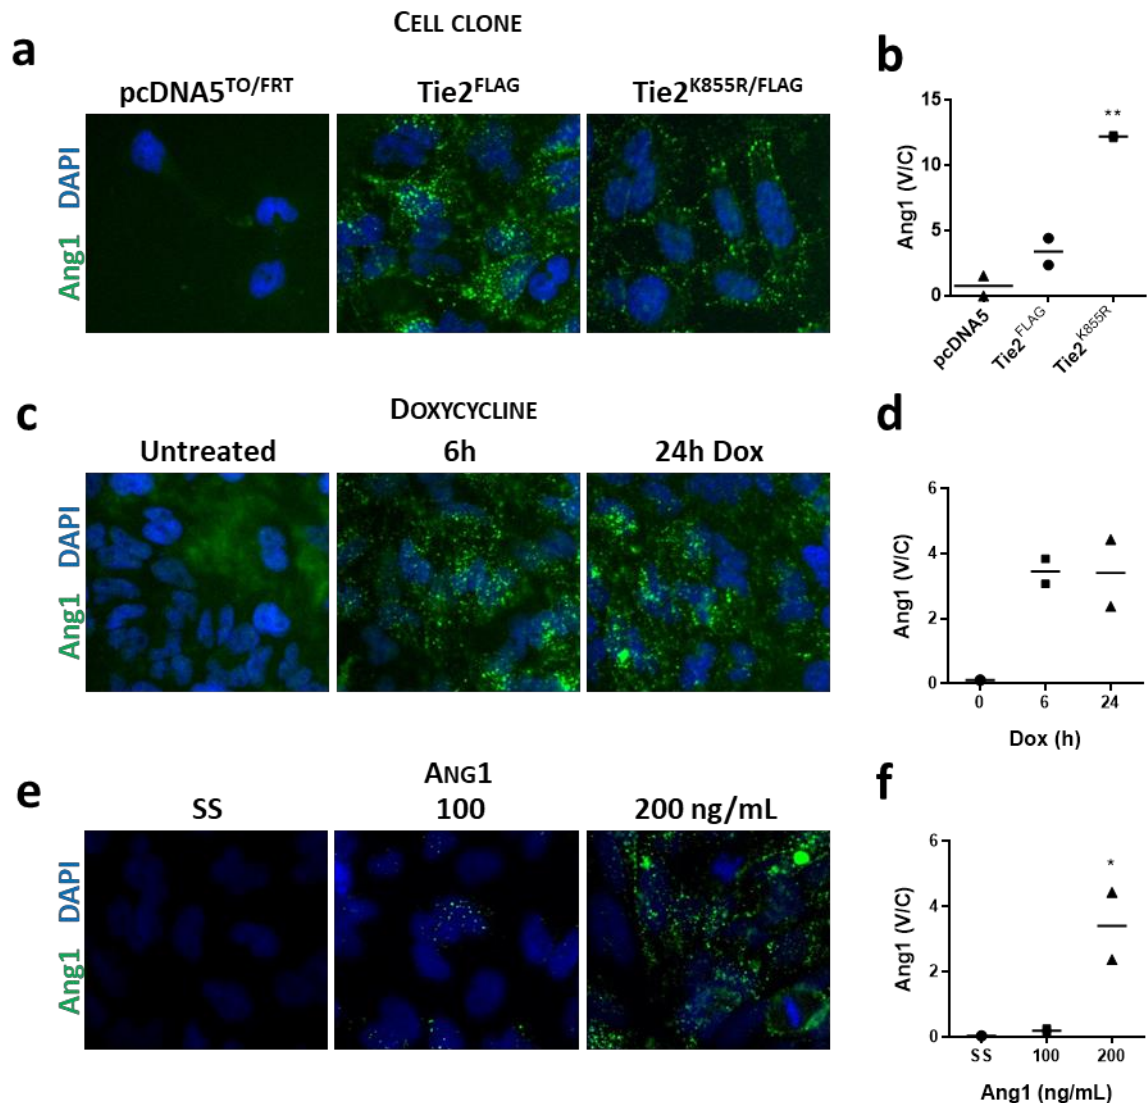 CELL CLONE
a
pcDNA5TO/FRT
Tie2FLAG
Tie2K855R/FLAG
Ang1 DAPI
b
15
10
5
0
Ang1 (V/C)
**
pcDNA5
Tie2FLAG
Tie2K855R
DOXYCYCLINE
c
Untreated
6h
24h Dox
Ang1 DAPI
d
6
4
2
0
Ang1 (V/C)
0 6 24
Dox (h)
ANG1
e
SS
100
200 ng/mL
Ang1 DAPI
f
6
4
2
0
Ang1 (V/C)
*
SS 100 200
Ang1 (ng/mL)